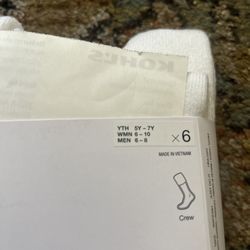 KOHL'S
YTH 5Y - 7Y
WMN 6 - 10
MEN 6 - 8
×6
MADE IN VIETNAM
Crew